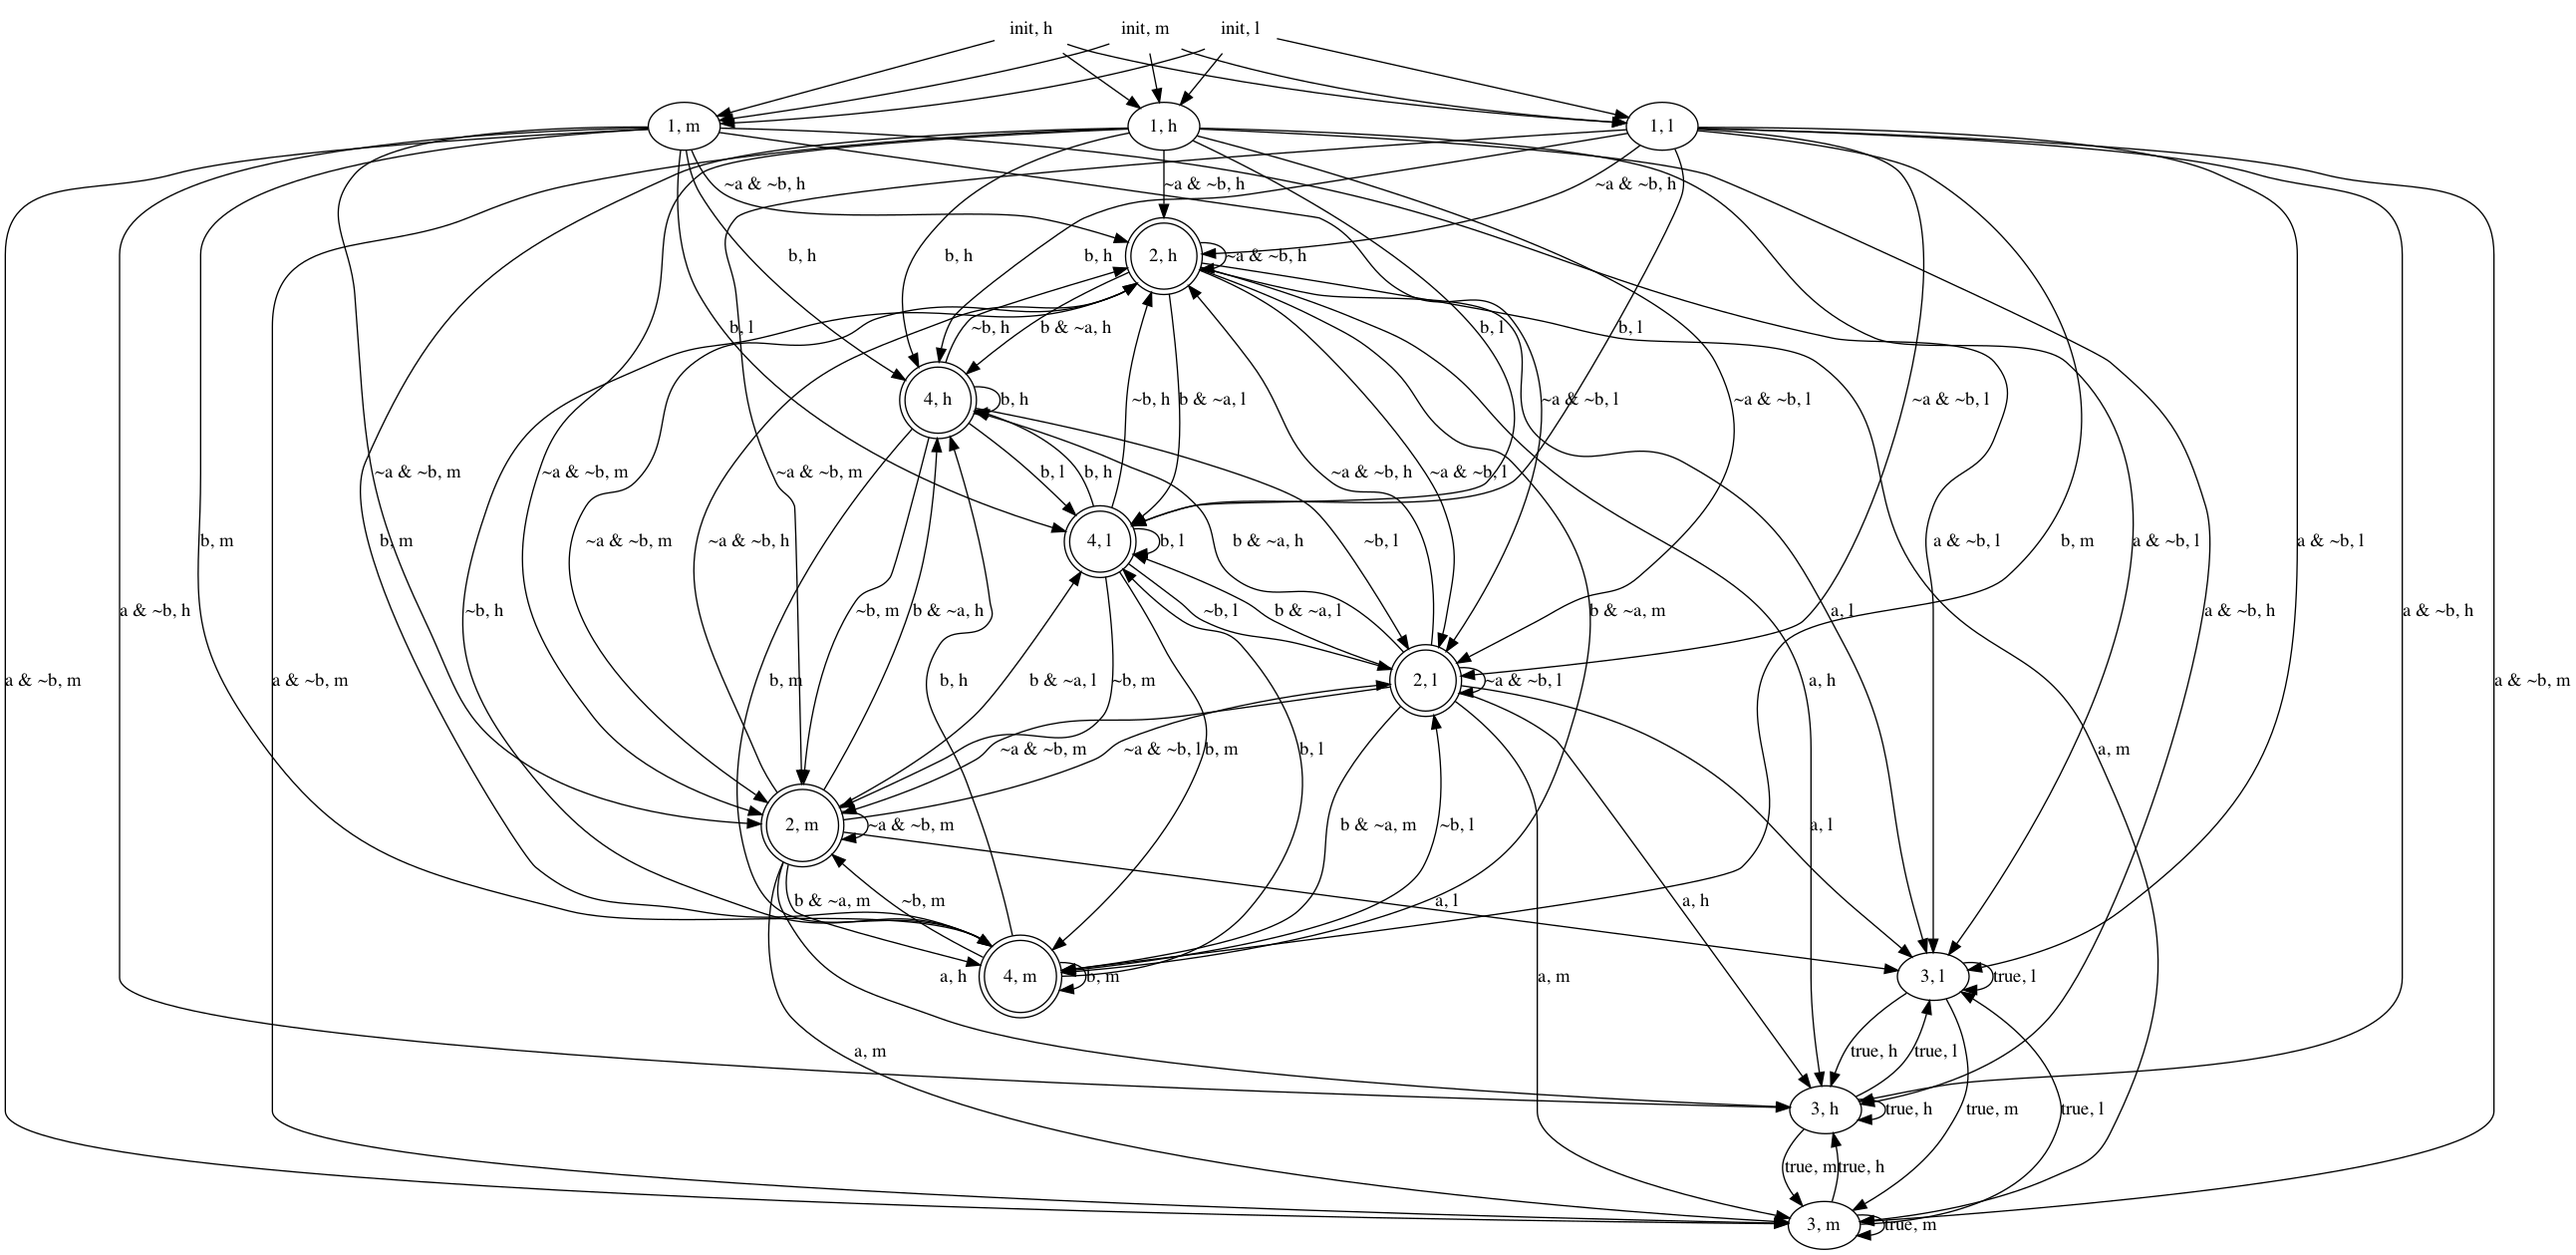 init, h
init, m
init, l
1, m
1, h
1, l
~a & ~b, h
~a & ~b, h
~a & ~b, h
2, h
b, h
b, h
b, h
~a & ~b, h
b, l
~b, h
b & ~a, h
b, l
b, l
4, h
b, h
~b, h
b & ~a, l
~a & ~b, l
~a & ~b, l
~a & ~b, l
~a & ~b, m
~a & ~b, m
~a & ~b, m
b, l
b, h
~a & ~b, h
~a & ~b, l
b, m
b, m
~a & ~b, m
~a & ~b, h
4, l
b, l
b & ~a, h
~b, l
a & ~b, l
b, m
a & ~b, l
a & ~b, l
a & ~b, h
~b, h
~b, m
b & ~a, h
~b, l
b & ~a, l
b & ~a, m
a, l
a & ~b, h
a & ~b, h
a & ~b, m
a & ~b, m
b, m
b, h
b & ~a, l
~b, m
2, l
~a & ~b, l
a, h
a & ~b, m
~a & ~b, m
~a & ~b, l
b, m
b, l
a, m
2, m
~a & ~b, m
b & ~a, m
~b, l
a, l
b & ~a, m
~b, m
a, l
a, h
a, h
4, m
b, m
a, m
3, l
true, l
a, m
true, h
true, l
3, h
true, h
true, m
true, l
true, m
true, h
3, m
true, m